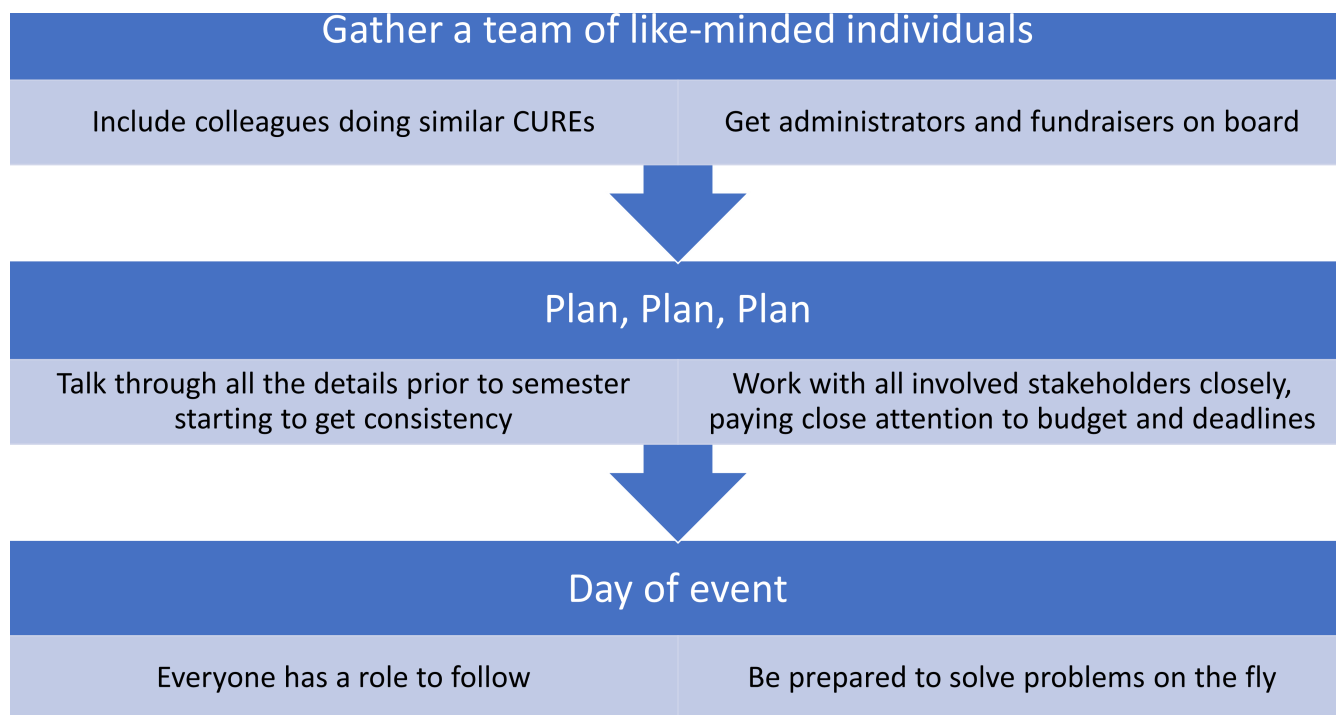 Gather a team of like-minded individuals
Include colleagues doing similar CUREs
Get administrators and fundraisers on board
Plan, Plan, Plan
Talk through all the details prior to semester
starting to get consistency
Work with all involved stakeholders closely,
paying close attention to budget and deadlines
Day of event
Everyone has a role to follow
Be prepared to solve problems on the fly